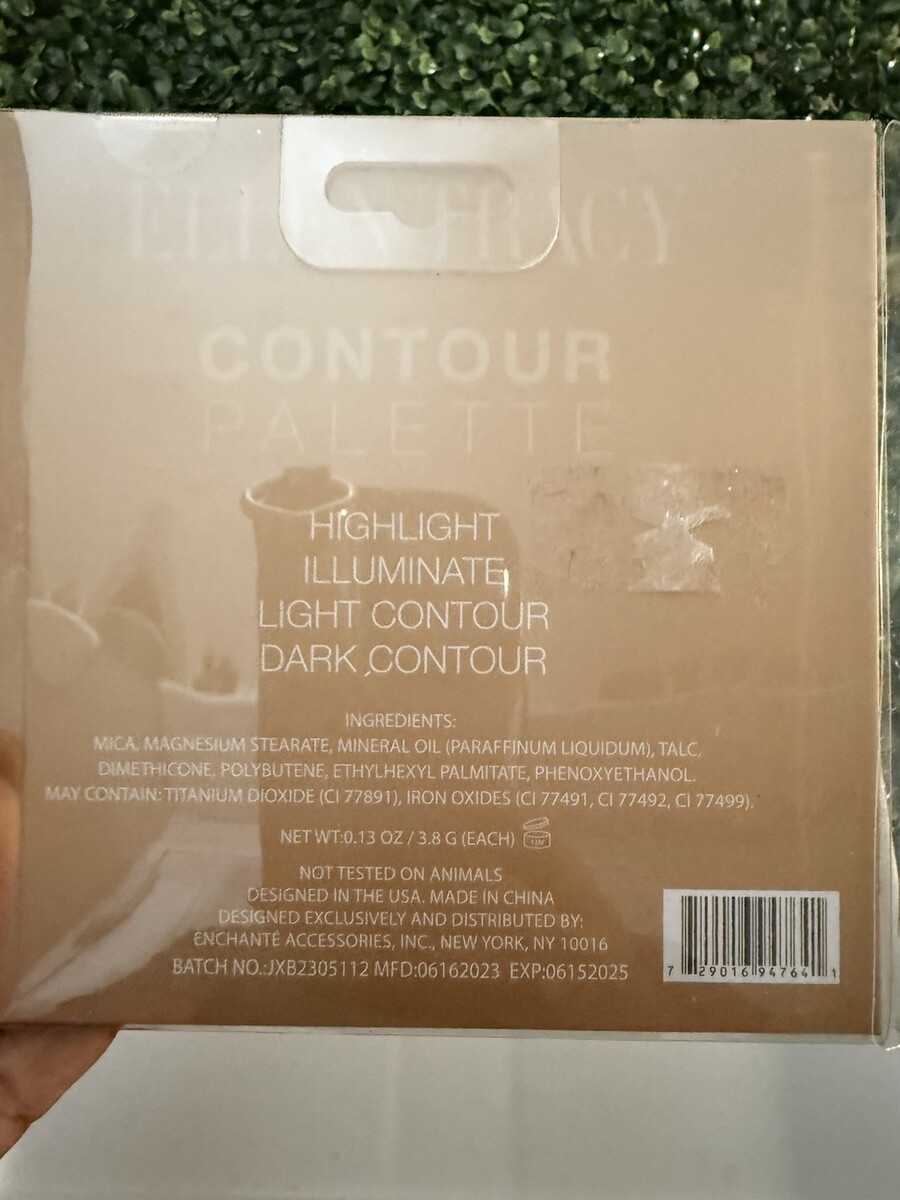 ELLEN TRACY
CONTOUR
PALETTE
HIGHLIGHT
ILLUMINATE
LIGHT CONTOUR
DARK CONTOUR
INGREDIENTS:
MICA, MAGNESIUM STEARATE, MINERAL OIL (PARAFFINUM LIQUIDUM), TALC,
DIMETHICONE, POLYBUTENE, ETHYLHEXYL PALMITATE, PHENOXYETHANOL.
MAY CONTAIN: TITANIUM DIOXIDE (CI 77891), IRON OXIDES (CI 77491, CI 77492, CI 77499).
NET WT:0.13 OZ / 3.8 G (EACH)
NOT TESTED ON ANIMALS
DESIGNED IN THE USA. MADE IN CHINA
DESIGNED EXCLUSIVELY AND DISTRIBUTED BY:
ENCHANTÉ ACCESSORIES, INC., NEW YORK, NY 10016
BATCH NO.:JXB2305112 MFD:06162023 EXP:06152025
7 29016 94764 1